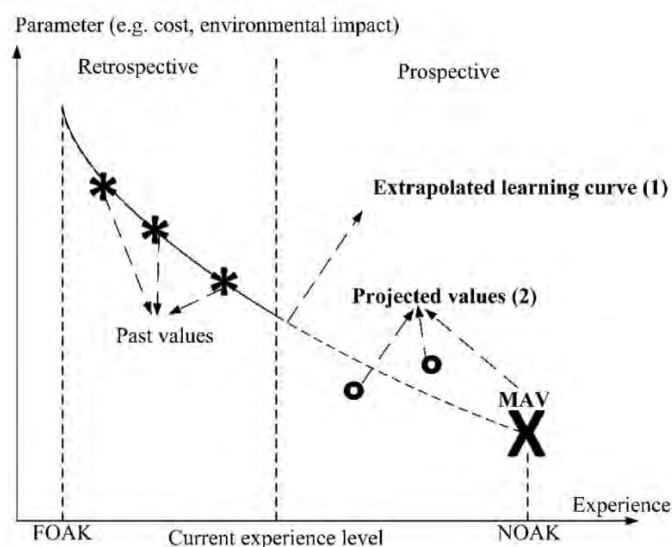 Parameter (e.g. cost, environmental impact)
Retrospective
Prospective
Extrapolated learning curve (1)
Projected values (2)
Past values
MAV
X
Experience
FOAK
Current experience level
NOAK